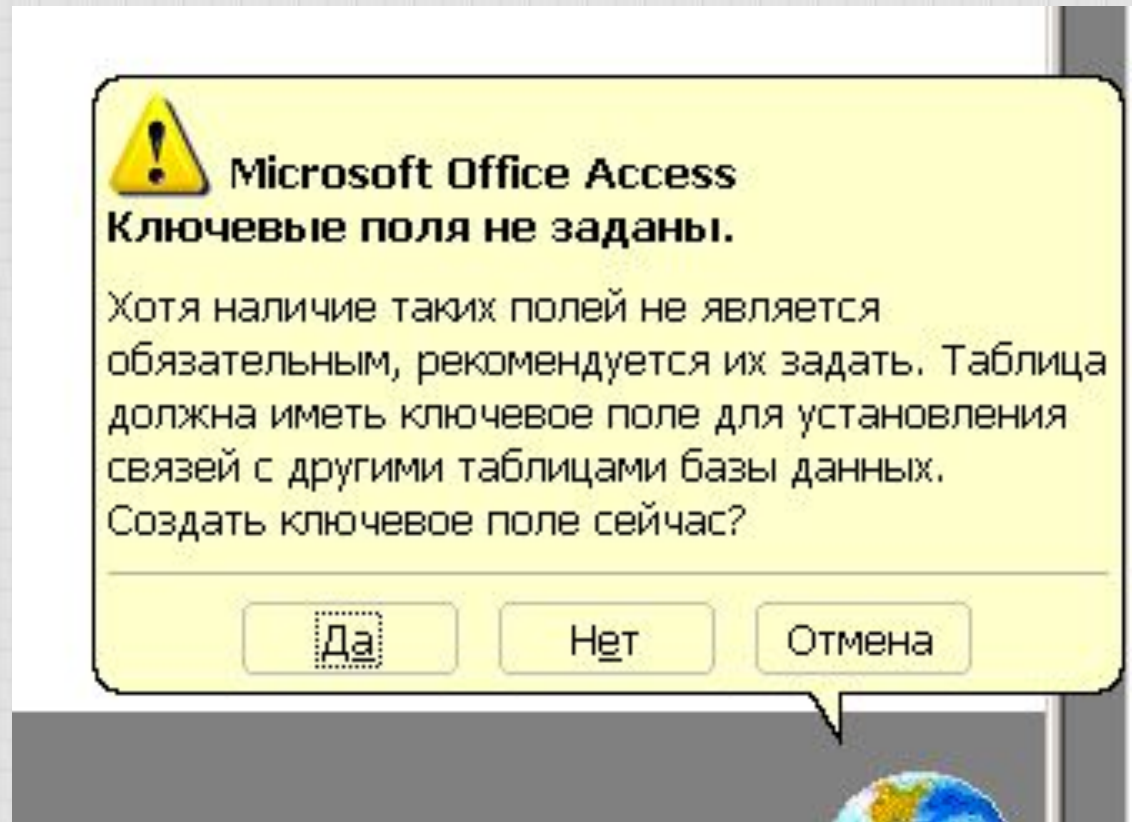 Microsoft Office Access
Ключевые поля не заданы.
Хотя наличие таких полей не является
обязательным, рекомендуется их задать. Таблица
должна иметь ключевое поле для установления
связей с другими таблицами базы данных.
Создать ключевое поле сейчас?
Да Нет Отмена